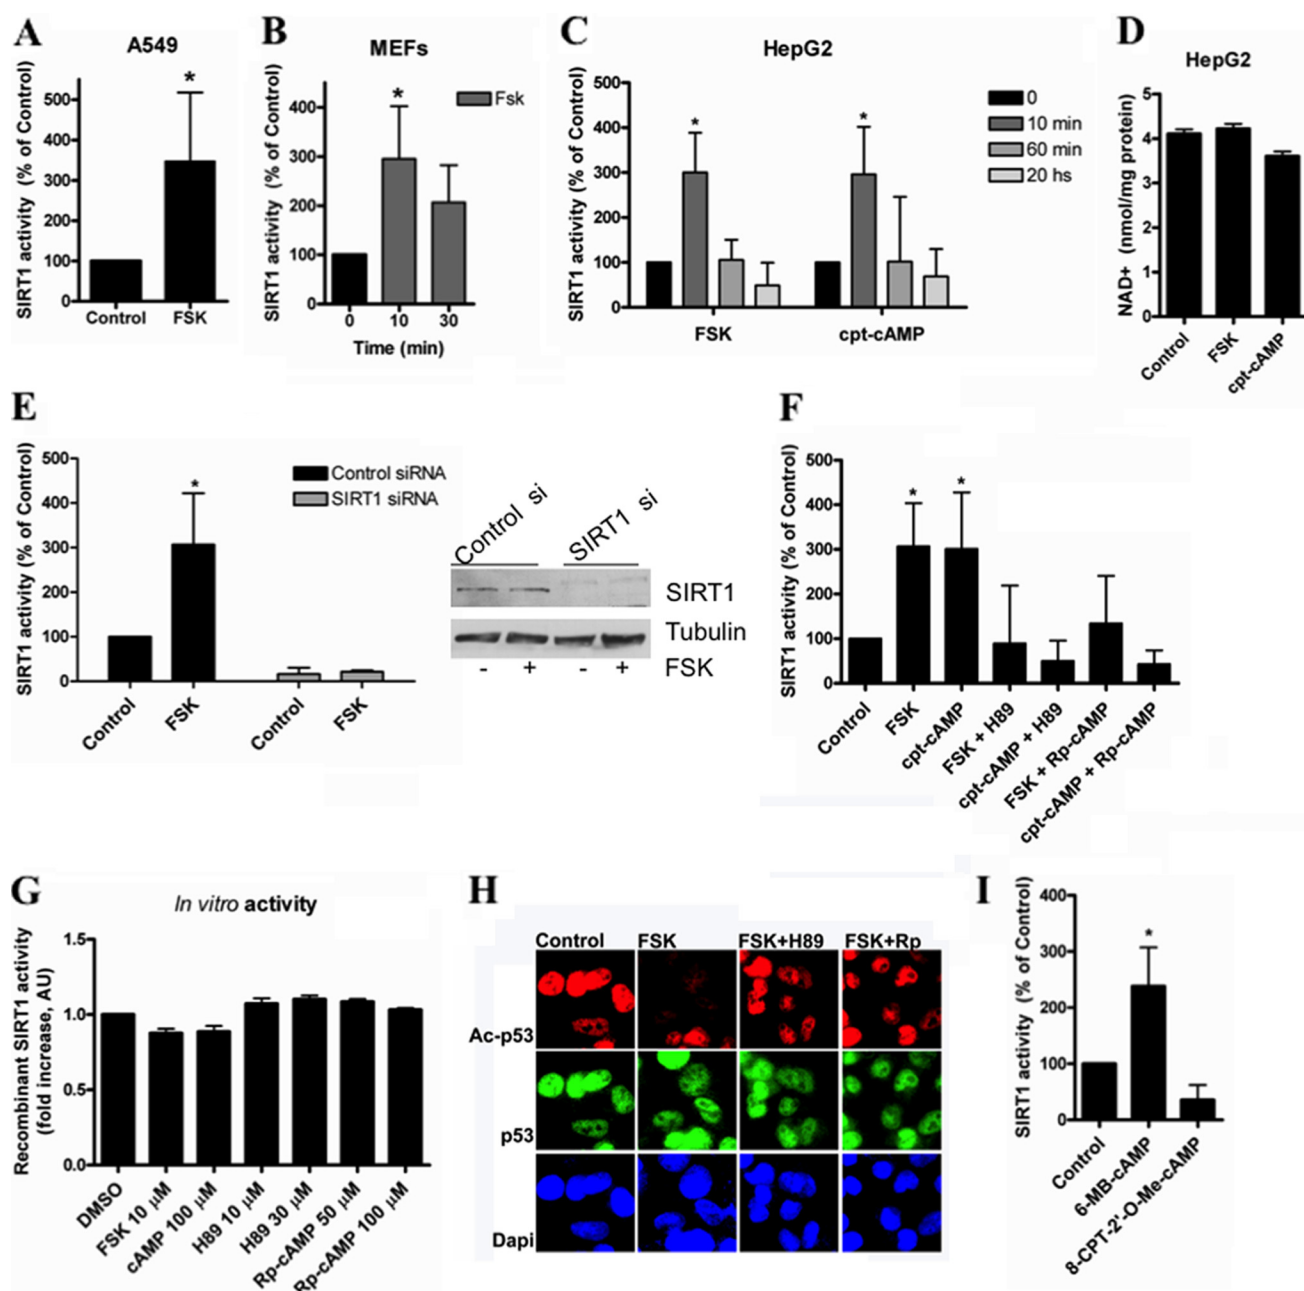 A
A549
SIRT1 activity (% of Control)
500
400
300
200
100
0
*
Control
FSK
B
MEFs
SIRT1 activity (% of Control)
400
300
200
100
0
*
Fsk
0
10
30
Time (min)
C
HepG2
SIRT1 activity (% of Control)
500
400
300
200
100
0
*
*
FSK
cpt-cAMP
0
10 min
60 min
20 hs
D
HepG2
NAD+ (nmol/mg protein)
5
4
3
2
1
0
Control
FSK
cpt-cAMP
E
SIRT1 activity (% of Control)
500
400
300
200
100
0
*
Control siRNA
SIRT1 siRNA
Control
FSK
Control
FSK
Control si
SIRT1 si
SIRT1
Tubulin
- + - + FSK
F
SIRT1 activity (% of Control)
500
400
300
200
100
0
*
*
Control
FSK
cpt-cAMP
FSK + H89
cpt-cAMP + H89
FSK + Rp-cAMP
cpt-cAMP + Rp-cAMP
G
In vitro activity
Recombinant SIRT1 activity
(fold increase, AU)
1.5
1.0
0.5
0.0
DMSO
FSK 10 μM
cAMP 100 μM
H89 10 μM
H89 30 μM
Rp-cAMP 50 μM
Rp-cAMP 100 μM
H
Control FSK FSK+H89 FSK+Rp
Ac-p53
p53
Dapi
I
SIRT1 activity (% of Control)
400
300
200
100
0
*
Control
6-MB-cAMP
8-CPT-2'-O-Me-cAMP